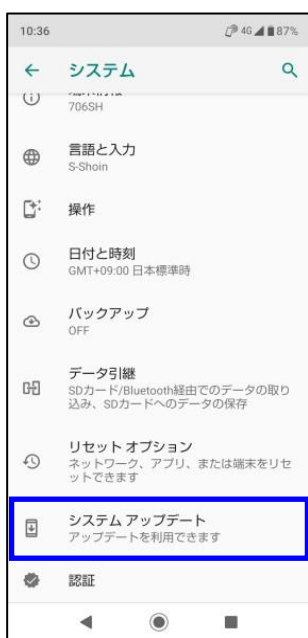 10:36
4G 87%
システム
706SH
言語と入力
S-Shoin
操作
日付と時刻
GMT+09:00 日本標準時
バックアップ
OFF
データ引継
SDカード/Bluetooth経由でのデータの取り
込み、SDカードへのデータの保存
リセット オプション
ネットワーク、アプリ、または端末をリセ
ットできます
システム アップデート
アップデートを利用できます
認証